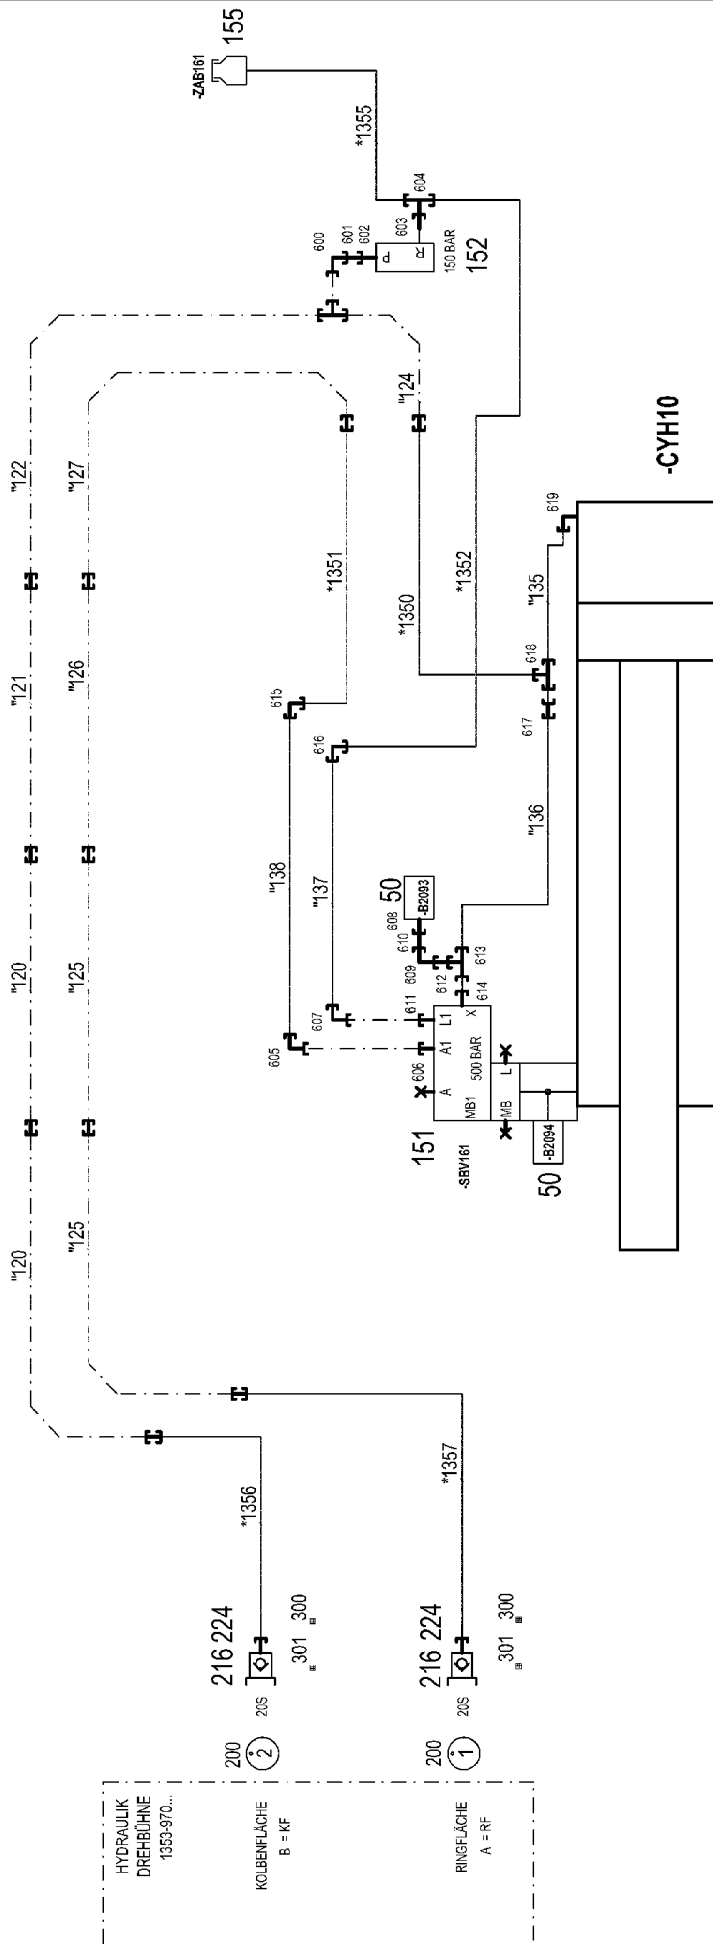 155
-ZAB161
*1355
604
603
600
601
602
P
R
150 BAR
152
"122
"127
"124
-CYH10
619
"121
"126
*1351
*1350
*1352
"135
618
615
616
617
"138
"137
"136
50
-B2093
608
610
609
612
613
614
"120
"125
607
611
605
606
L1
X
A1
A
500 BAR
MB1
L
MB
151
-SBV161
-B2094
50
"120
"125
*1356
*1357
216 224
301 300
20S
200
2
216 224
301 300
20S
200
1
HYDRAULIK
DREHBÜHNE
1353-970...
KOLBENFLÄCHE
B = KF
RINGFLÄCHE
A = RF